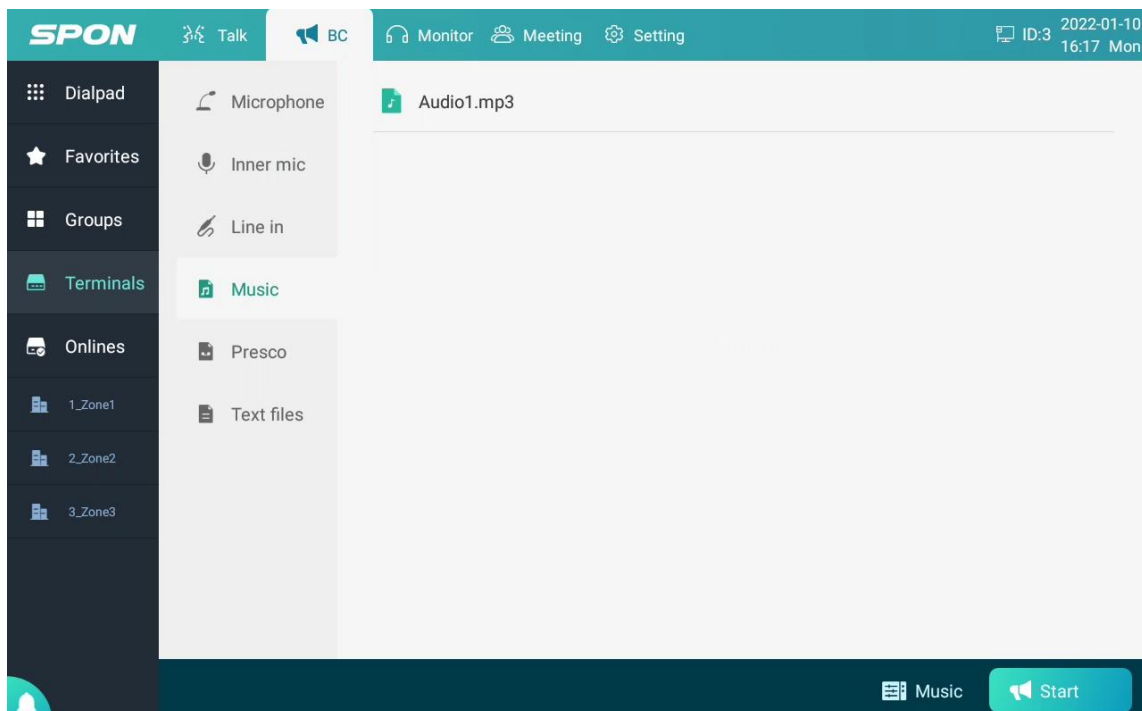 SPON
Talk
BC
Monitor
Meeting
Setting
ID:3
2022-01-10
16:17 Mon
Dialpad
Favorites
Groups
Terminals
Onlines
1_Zone1
2_Zone2
3_Zone3
Microphone
Inner mic
Line in
Music
Presco
Text files
Audio1.mp3
Music
Start